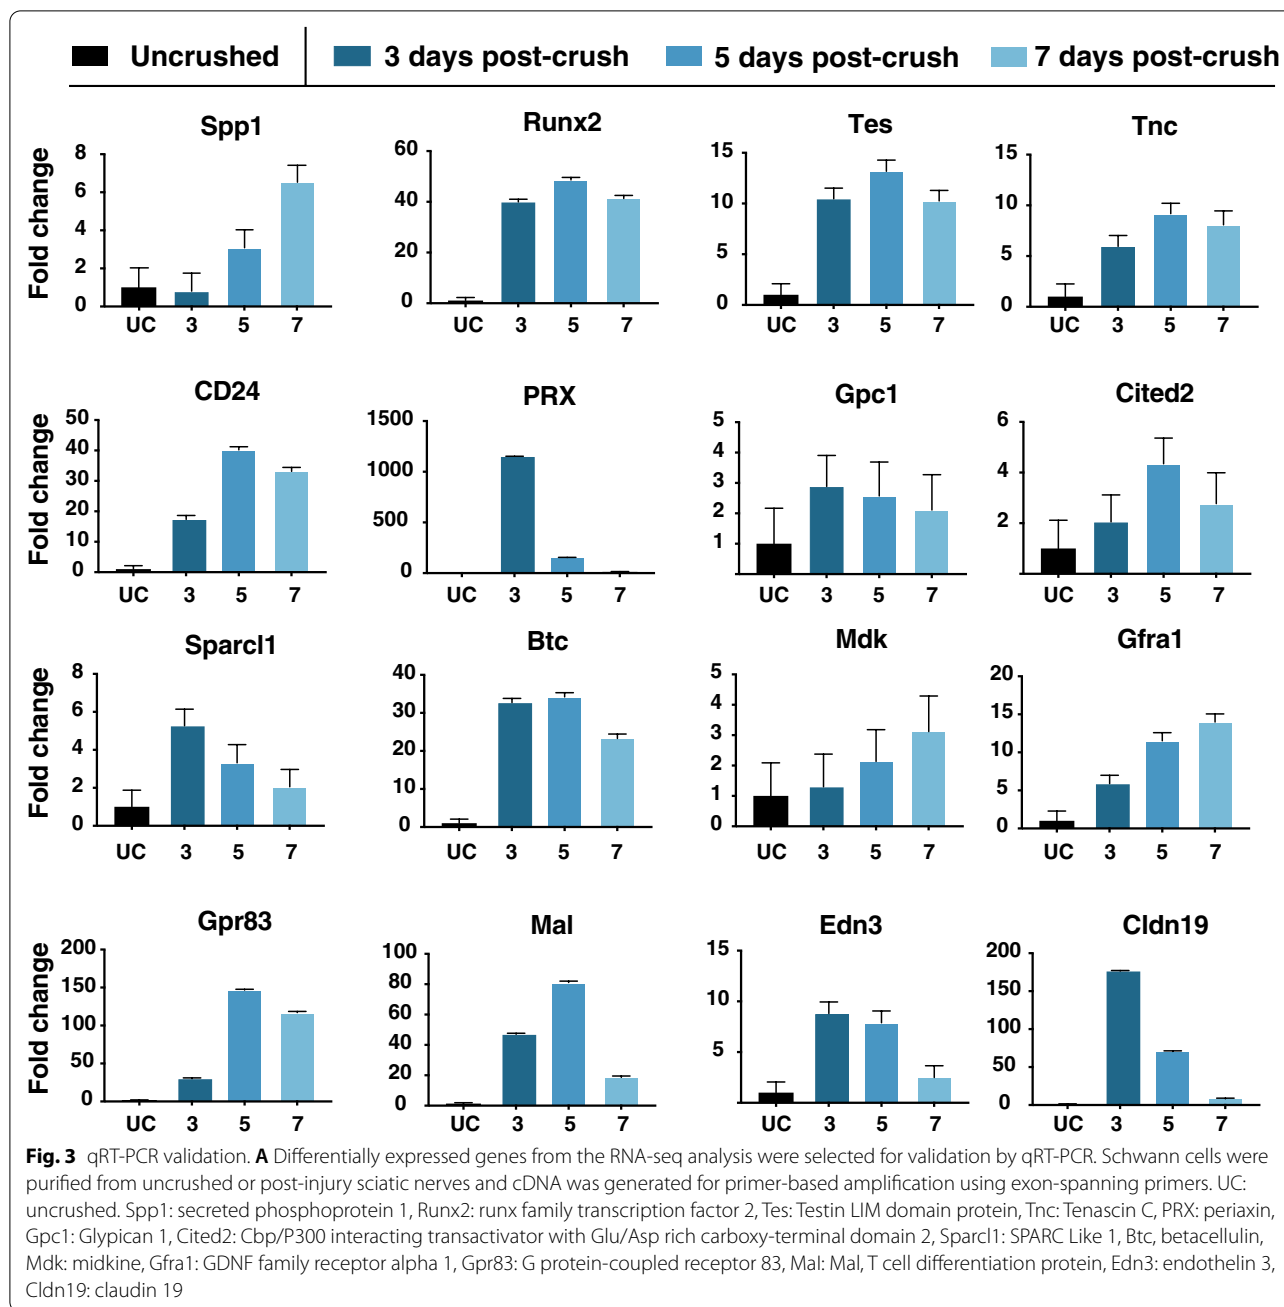 Uncrushed 3 days post-crush 5 days post-crush 7 days post-crush
Spp1 Runx2 Tes Tnc
Fold change
8
6
4
2
0
UC 3 5 7
60
40
20
0
UC 3 5 7
15
10
5
0
UC 3 5 7
15
10
5
0
UC 3 5 7
CD24 PRX Gpc1 Cited2
Fold change
50
40
30
20
10
0
UC 3 5 7
1500
1000
500
0
UC 3 5 7
5
4
3
2
1
UC 3 5 7
6
4
2
UC 3 5 7
Sparcl1 Btc Mdk Gfra1
Fold change
8
6
4
2
0
UC 3 5 7
40
30
20
10
0
UC 3 5 7
5
4
3
2
1
0
UC 3 5 7
20
15
10
5
0
UC 3 5 7
Gpr83 Mal Edn3 Cldn19
Fold change
200
150
100
50
0
UC 3 5 7
100
80
60
40
20
0
UC 3 5 7
15
10
5
UC 3 5 7
200
150
100
50
0
UC 3 5 7
Fig. 3 qRT-PCR validation. A Differentially expressed genes from the RNA-seq analysis were selected for validation by qRT-PCR. Schwann cells were
purified from uncrushed or post-injury sciatic nerves and cDNA was generated for primer-based amplification using exon-spanning primers. UC:
uncrushed. Spp1: secreted phosphoprotein 1, Runx2: runx family transcription factor 2, Tes: Testin LIM domain protein, Tnc: Tenascin C, PRX: periaxin,
Gpc1: Glypican 1, Cited2: Cbp/P300 interacting transactivator with Glu/Asp rich carboxy-terminal domain 2, Sparcl1: SPARC Like 1, Btc, betacellulin,
Mdk: midkine, Gfra1: GDNF family receptor alpha 1, Gpr83: G protein-coupled receptor 83, Mal: Mal, T cell differentiation protein, Edn3: endothelin 3,
Cldn19: claudin 19